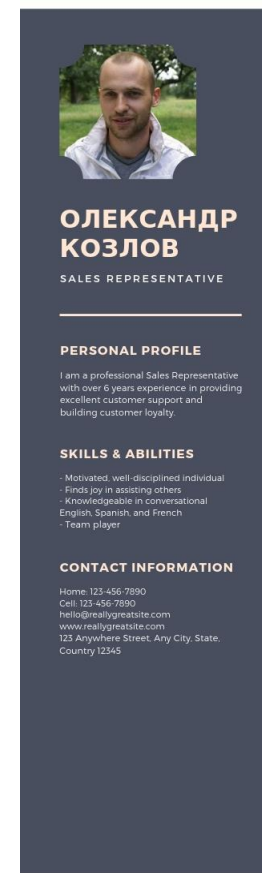 ОЛЕКСАНДР
КОЗЛОВ
SALES REPRESENTATIVE
PERSONAL PROFILE
I am a professional Sales Representative
with over 6 years experience in providing
excellent customer support and
building customer loyalty.
SKILLS & ABILITIES
- Motivated, well-disciplined individual
- Finds joy in assisting others
- Knowledgeable in conversational
English, Spanish, and French
- Team player
CONTACT INFORMATION
Home: 123-456-7890
Cell: 123-456-7890
hello@reallygreatsite.com
www.reallygreatsite.com
123 Anywhere Street, Any City, State,
Country 12345